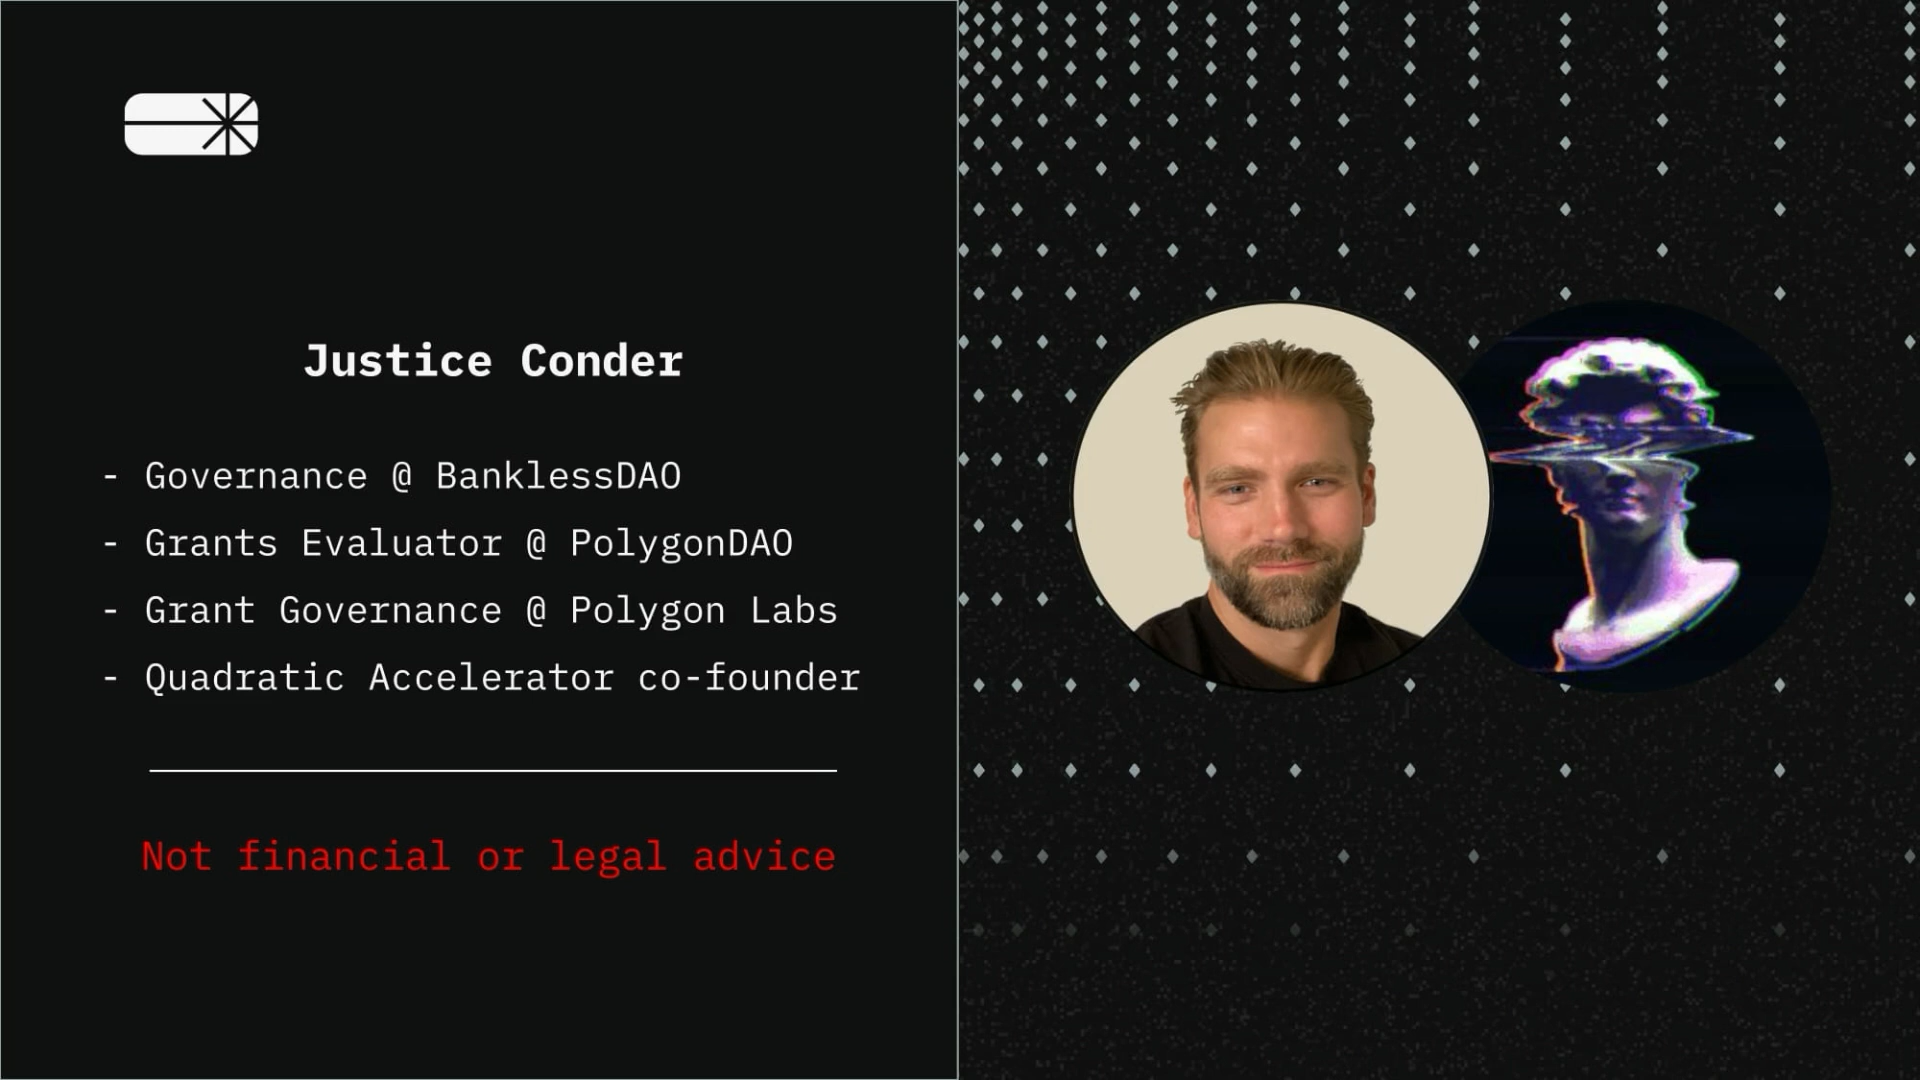 Justice Conder
- Governance @ BanklessDAO
- Grants Evaluator @ PolygonDAO
- Grant Governance @ Polygon Labs
- Quadratic Accelerator co-founder
Not financial or legal advice